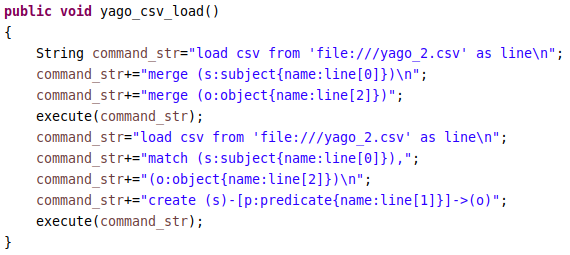 public void yago_csv_load()
{
    String command_str="load csv from 'file:///yago_2.csv' as line\n";
    command_str+="merge (s:subject{name:line[0]})\n";
    command_str+="merge (o:object{name:line[2]})";
    execute(command_str);
    command_str="load csv from 'file:///yago_2.csv' as line\n";
    command_str+="match (s:subject{name:line[0]}),";
    command_str+="(o:object{name:line[2]})\n";
    command_str+="create (s)-[p:predicate{name:line[1]}]->(o)";
    execute(command_str);
}